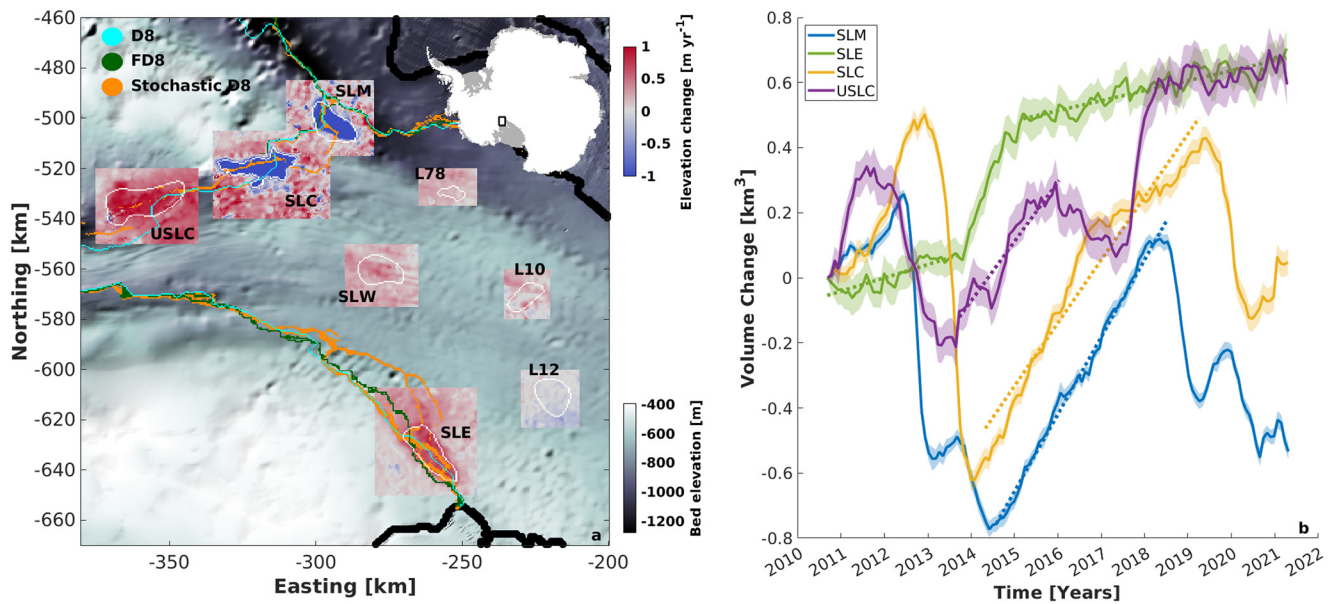 -460
-480
-500
-520
-540
-560
-580
-600
-620
-640
-660
Northing [km]
-350
-300
-250
-200
Easting [km]
D8
FD8
Stochastic D8
SLM
SLC
USLC
L78
SLW
L10
L12
SLE
a
1
0.5
0
-0.5
-1
Elevation change [m yr-1]
-400
-600
-800
-1000
-1200
Bed elevation [m]
0.8
0.6
0.4
0.2
0
-0.2
-0.4
-0.6
-0.8
Volume Change [km3]
SLM
SLE
SLC
USLC
2010
2011
2012
2013
2014
2015
2016
2017
2018
2019
2020
2021
2022
Time [Years]
b